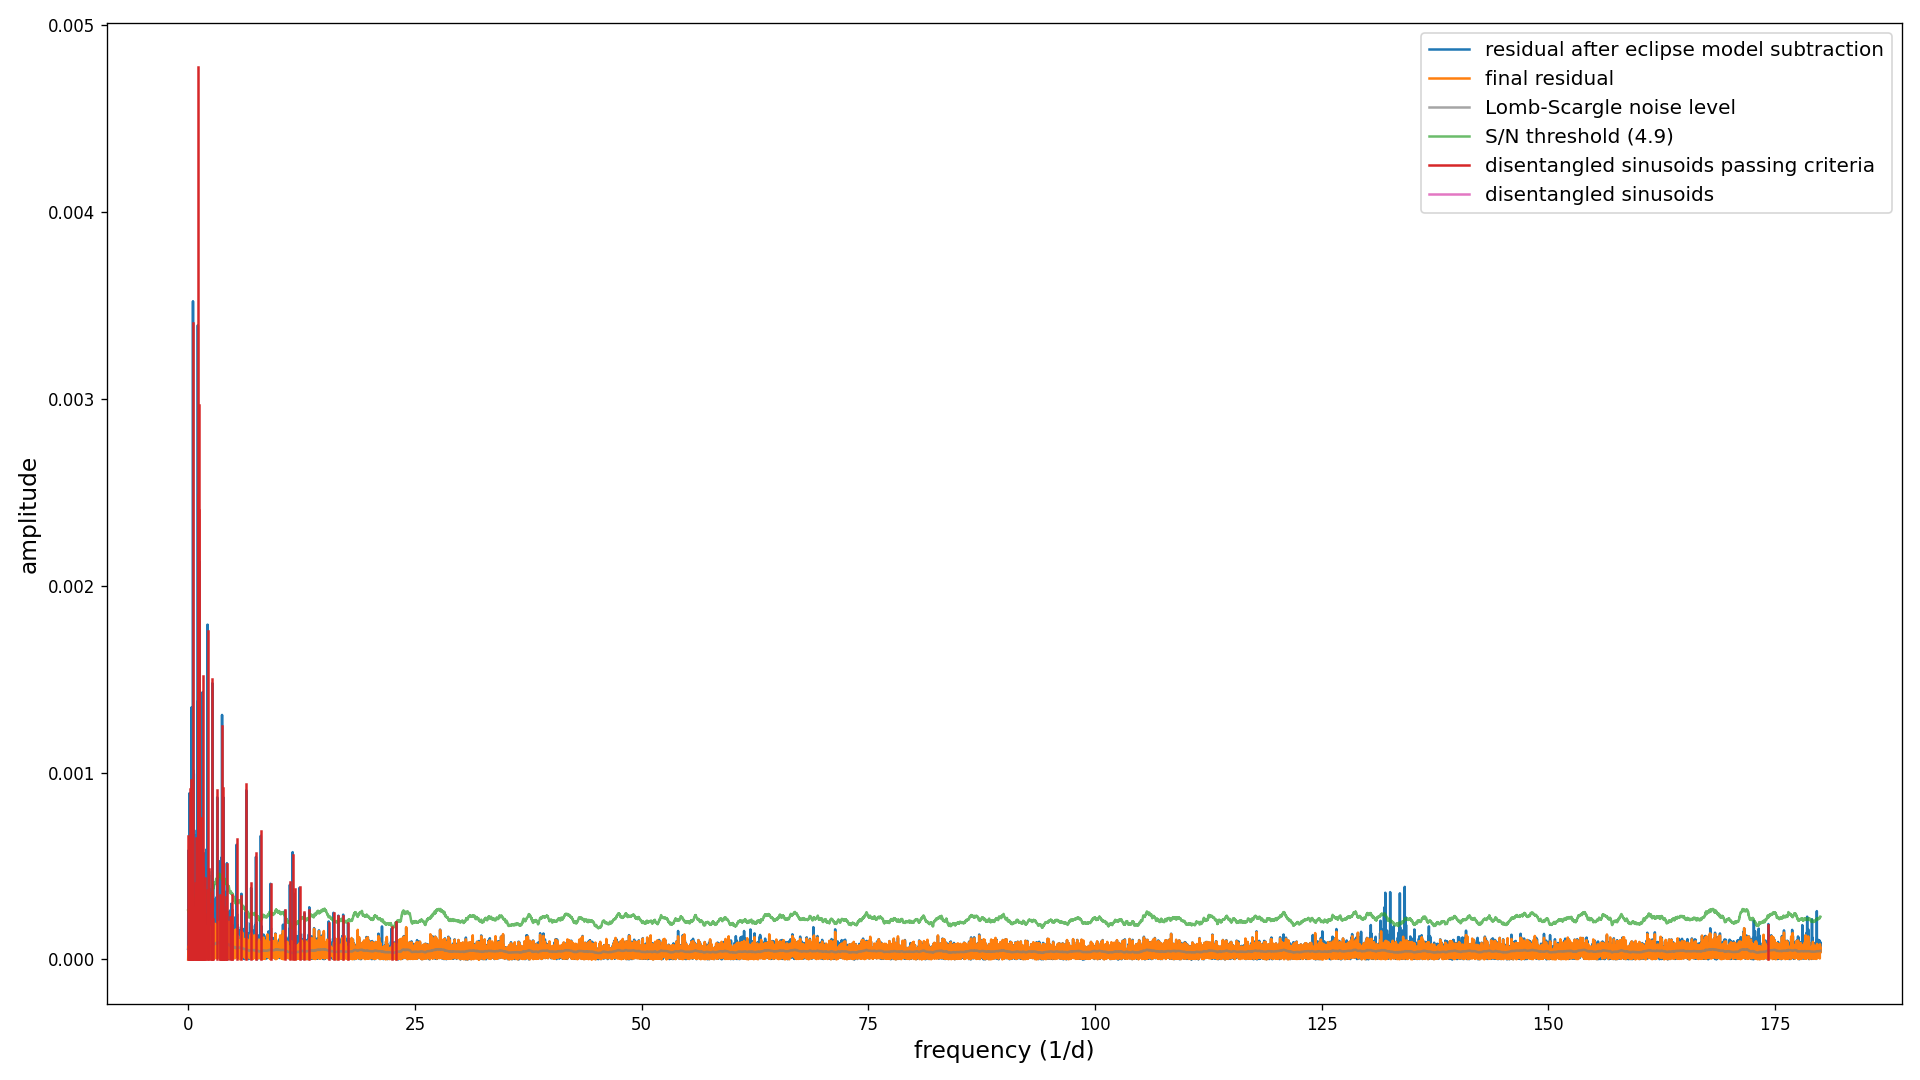 residual after eclipse model subtraction
final residual
Lomb-Scargle noise level
S/N threshold (4.9)
disentangled sinusoids passing criteria
disentangled sinusoids
amplitude
0.005
0.004
0.003
0.002
0.001
0.000
0 25 50 75 100 125 150 175
frequency (1/d)